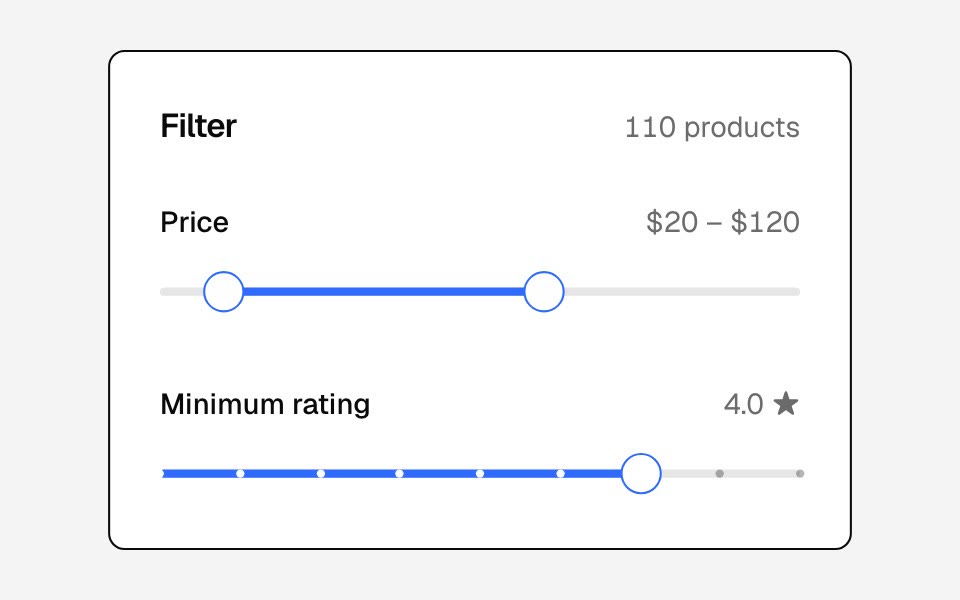 Filter
110 products
Price
$20 – $120
Minimum rating
4.0 ★